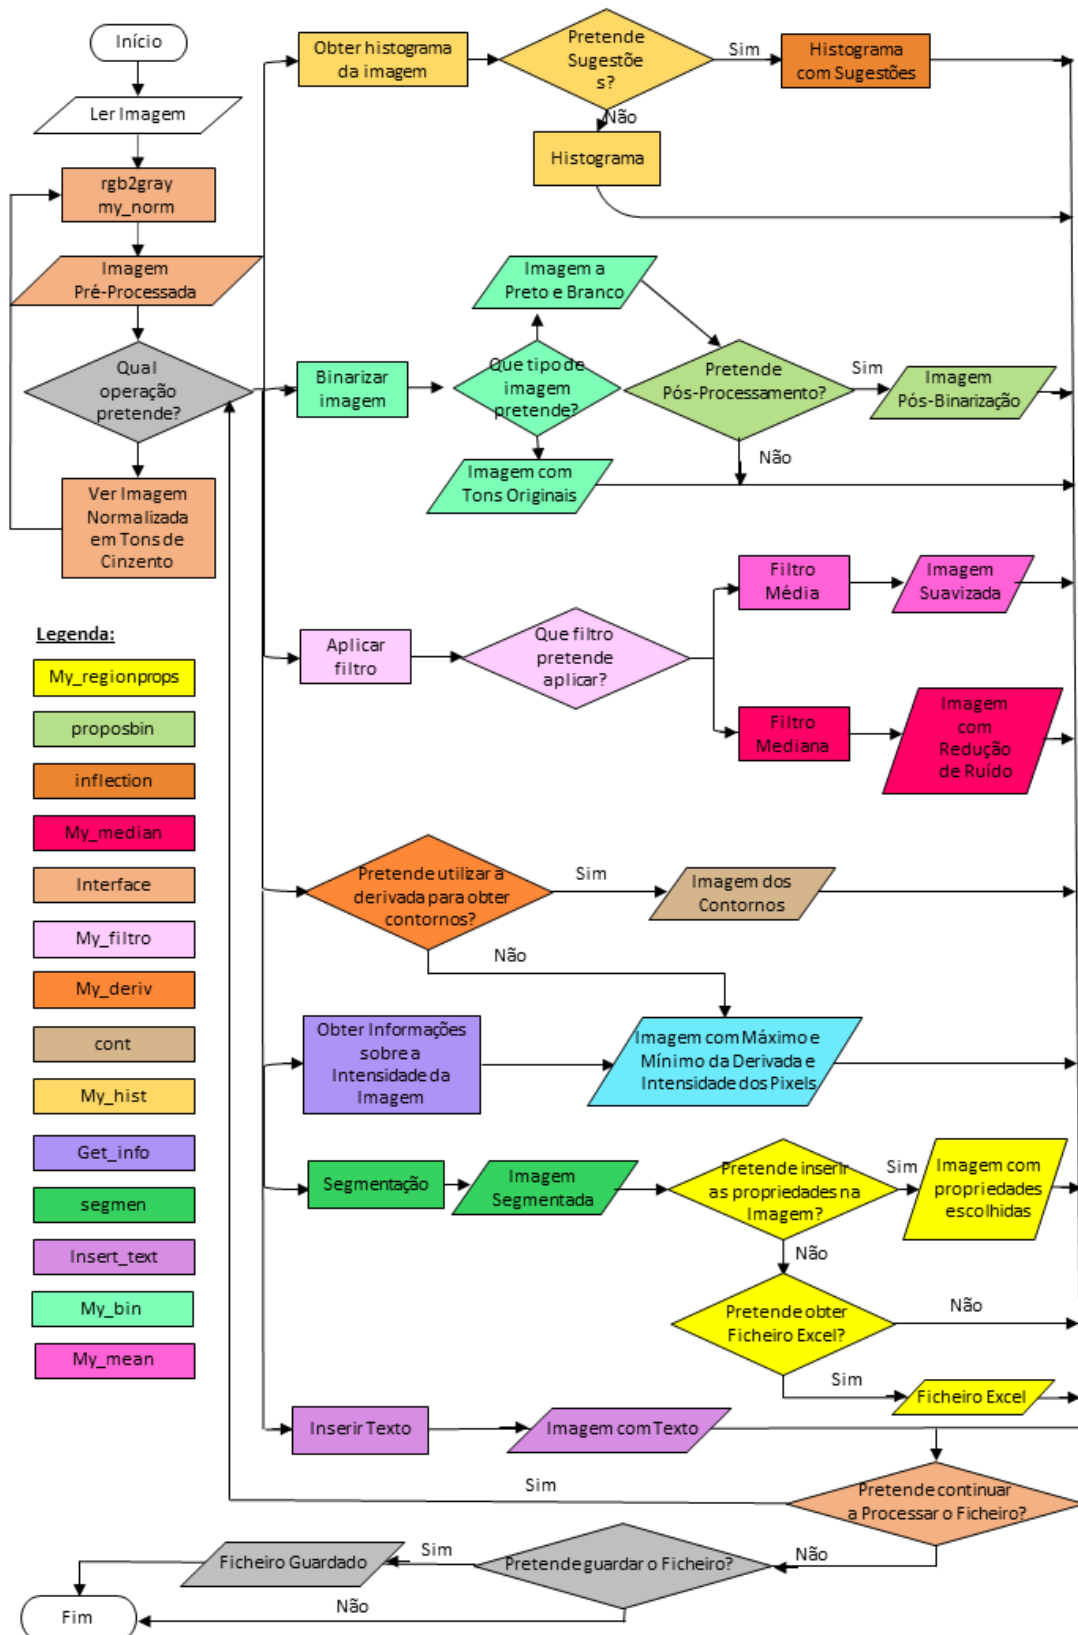 Início
Ler Imagem
rgb2gray
my_norm
Imagem
Pré-Processada
Qual
operação
pretende?
Ver Imagem
Normalizada
em Tons de
Cinzento
Obter histograma
da imagem
Pretende
Sugestõe
s?
Sim
Histograma
com Sugestões
Não
Histograma
Binarizar
imagem
Que tipo de
imagem
pretende?
Imagem a
Preto e Branco
Imagem com
Tons Originais
Pretende
Pós-Processamento?
Sim
Imagem
Pós-Binarização
Não
Aplicar
filtro
Que filtro
pretende
aplicar?
Filtro
Média
Imagem
Suavizada
Filtro
Mediana
Imagem
com
Redução
de Ruído
Pretende utilizar a
derivada para obter
contornos?
Sim
Imagem dos
Contornos
Não
Obter Informações
sobre a
Intensidade da
Imagem
Imagem com Máximo e
Mínimo da Derivada e
Intensidade dos Pixels
Segmentação
Imagem
Segmentada
Pretende inserir
as propriedades na
Imagem?
Sim
Imagem com
propriedades
escolhidas
Não
Pretende obter
Ficheiro Excel?
Não
Sim
Ficheiro Excel
Inserir Texto
Imagem com Texto
Pretende continuar
a Processar o Ficheiro?
Sim
Não
Pretende guardar o Ficheiro?
Sim
Ficheiro Guardado
Não
Fim
Legenda:
My_regionprops
proposbin
inflection
My_median
Interface
My_filtro
My_deriv
cont
My_hist
Get_info
segmen
Insert_text
My_bin
My_mean